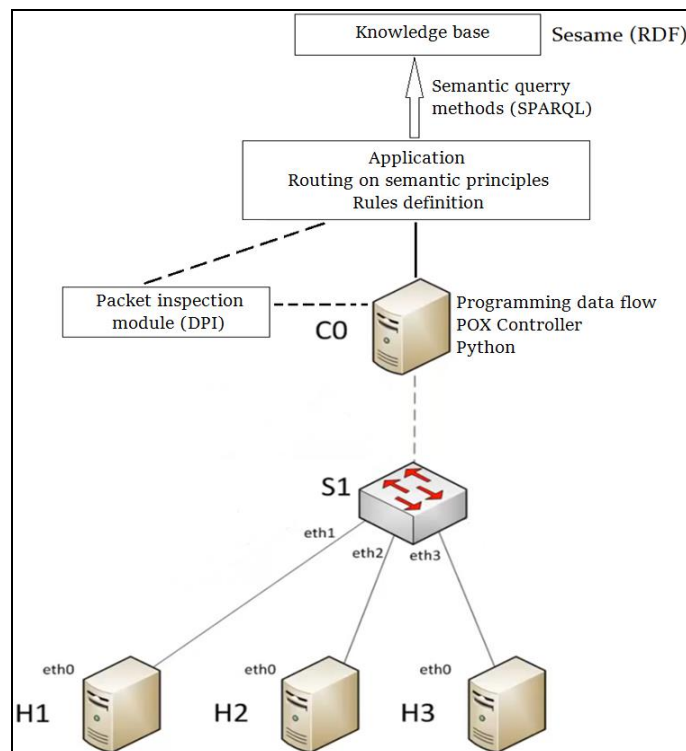 Knowledge base
Sesame (RDF)
Semantic querry
methods (SPARQL)
Application
Routing on semantic principles
Rules definition
Packet inspection
module (DPI)
C0
Programming data flow
POX Controller
Python
S1
eth1
eth2
eth3
eth0
H1
eth0
H2
eth0
H3